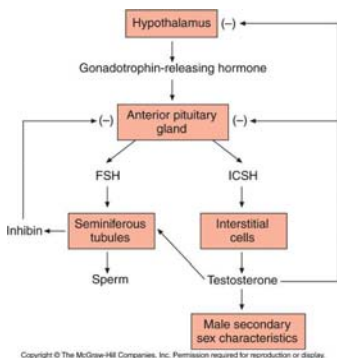 Hypothalamus (−)
Gonadotrophin-releasing hormone
(−) Anterior pituitary (−)
gland
FSH ICSH
Inhibin Seminiferous Interstitial
tubules cells
Sperm Testosterone
Male secondary
sex characteristics
Copyright © The McGraw-Hill Companies, Inc. Permission required for reproduction or display